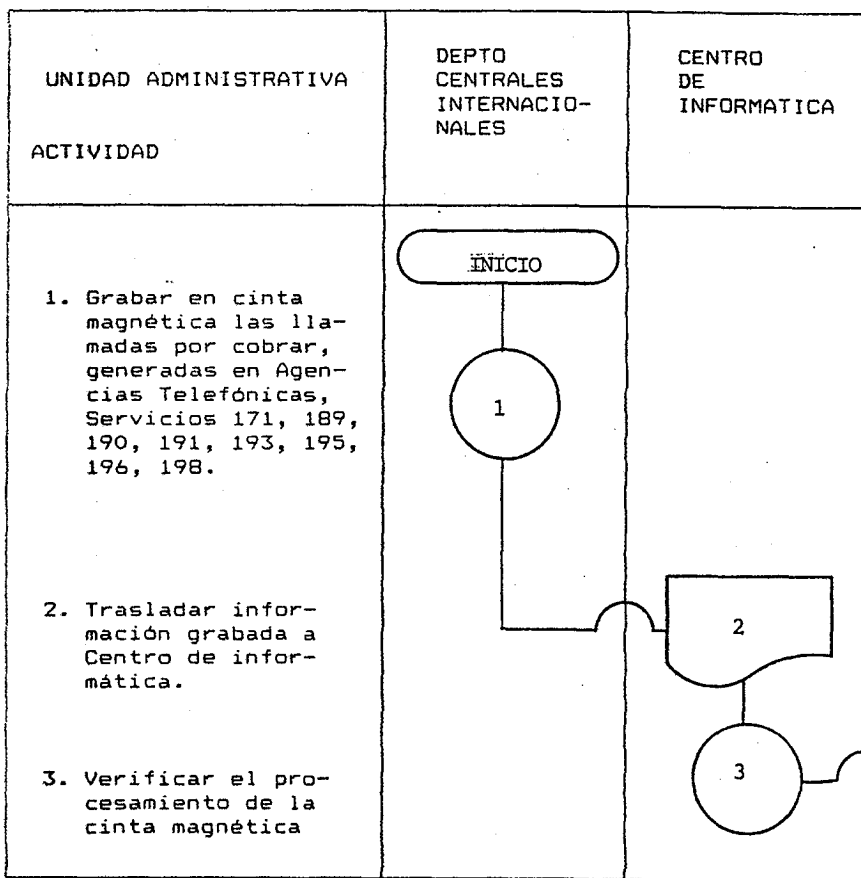 UNIDAD ADMINISTRATIVA
ACTIVIDAD
DEPTO
CENTRALES
INTERNACIO-
NALES
CENTRO
DE
INFORMATICA
INICIO
1. Grabar en cinta
magnética las lla-
madas por cobrar,
generadas en Agen-
cias Telefónicas,
Servicios 171, 189,
190, 191, 193, 195,
196, 198.
1
2. Trasladar infor-
mación grabada a
Centro de infor-
mática.
2
3. Verificar el pro-
cesamiento de la
cinta magnética
3